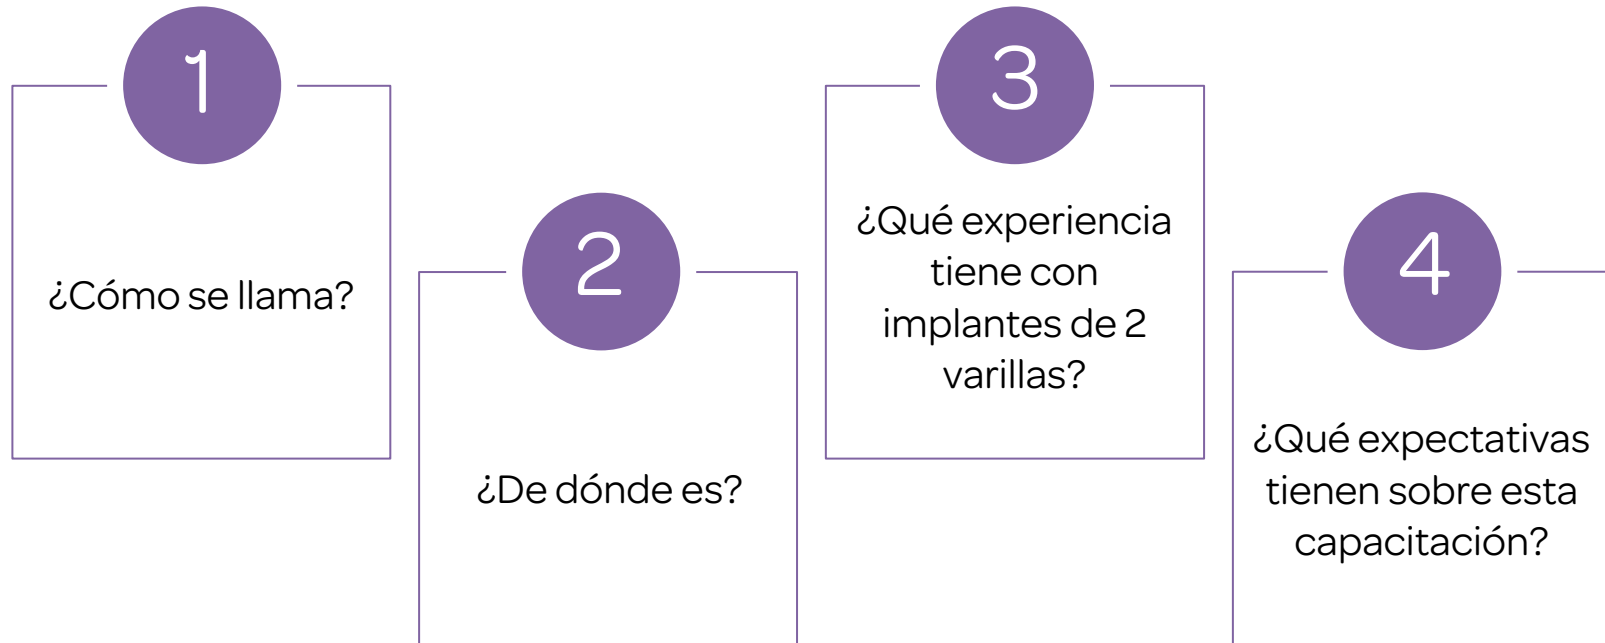 1
¿Cómo se llama?
2
¿De dónde es?
3
¿Qué experiencia
tiene con
implantes de 2
varillas?
4
¿Qué expectativas
tienen sobre esta
capacitación?